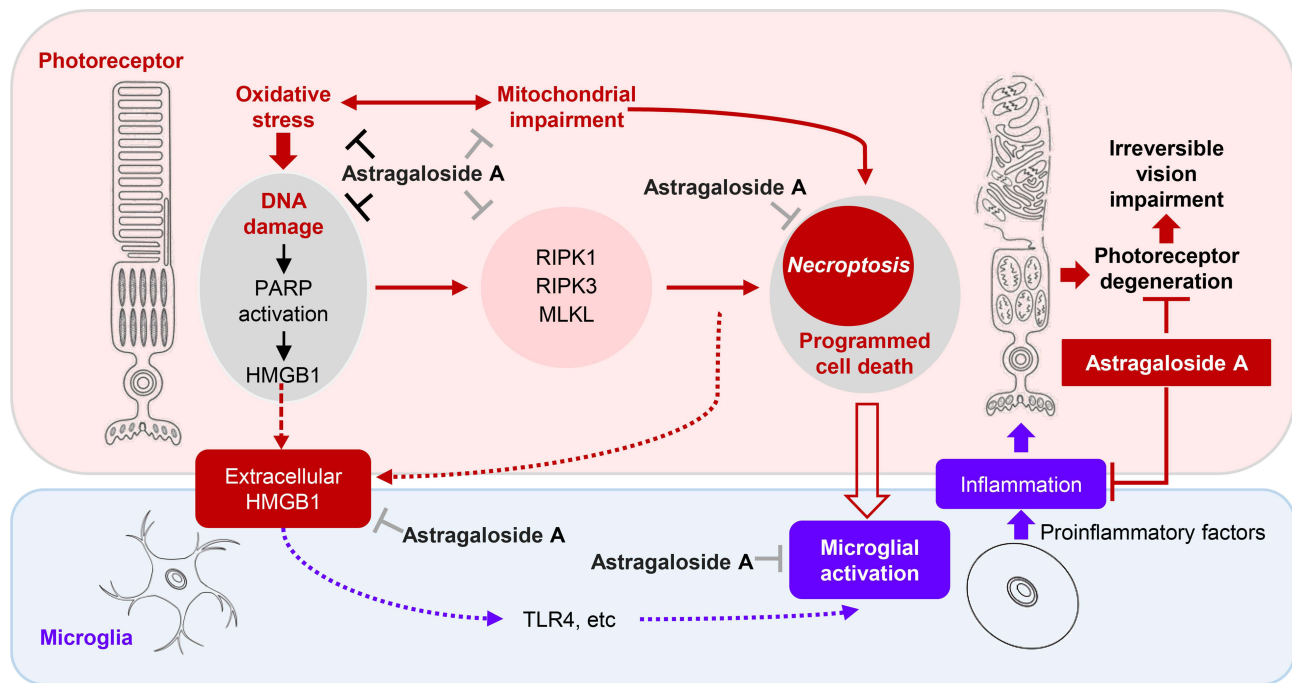 Photoreceptor
Oxidative
stress
Mitochondrial
impairment
Astragaloside A
DNA
damage
PARP
activation
HMGB1
RIPK1
RIPK3
MLKL
Astragaloside A
Necroptosis
Programmed
cell death
Irreversible
vision
impairment
Photoreceptor
degeneration
Astragaloside A
Extracellular
HMGB1
Astragaloside A
TLR4, etc
Astragaloside A
Microglial
activation
Inflammation
Proinflammatory factors
Microglia